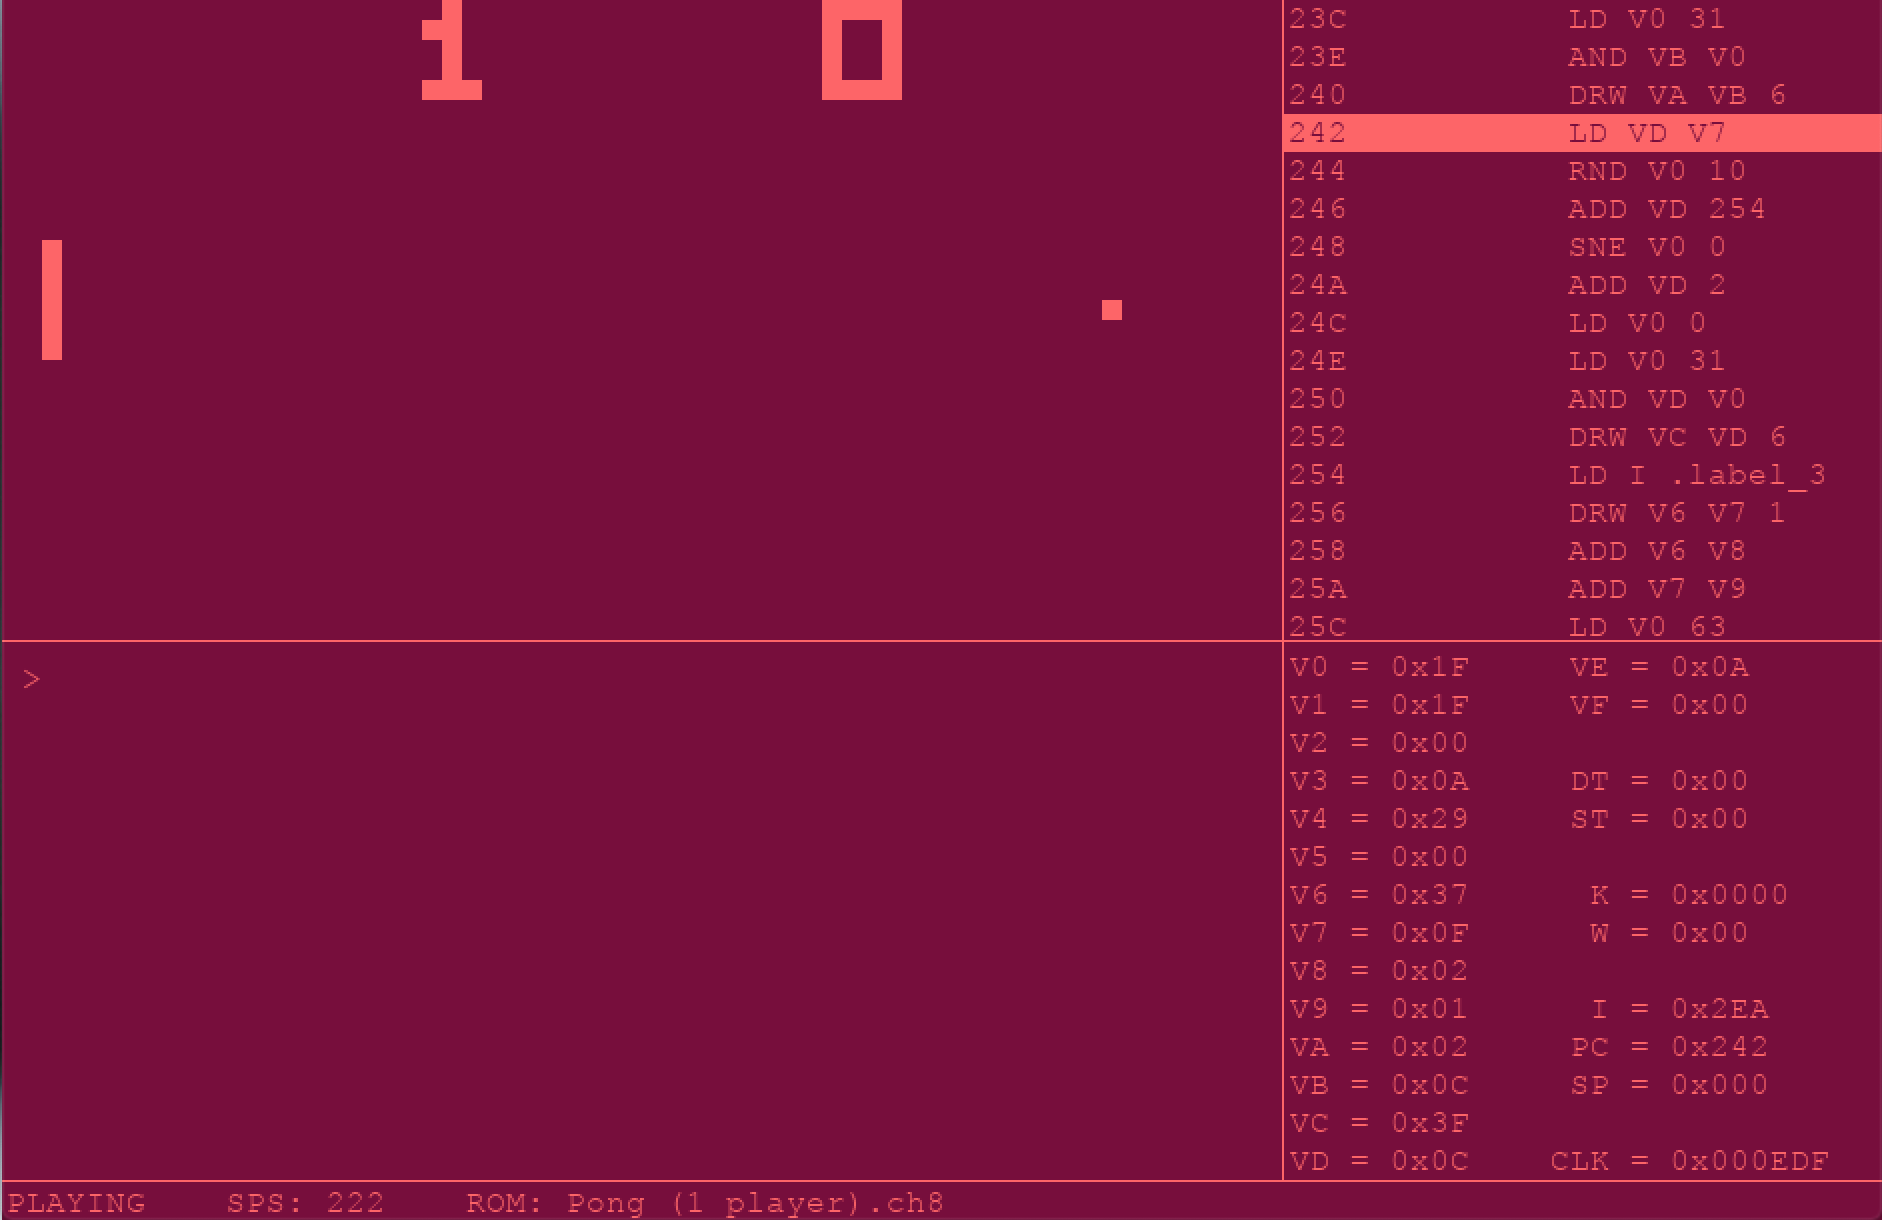 1 0
23C LD V0 31
23E AND VB V0
240 DRW VA VB 6
242 LD VD V7
244 RND V0 10
246 ADD VD 254
248 SNE V0 0
24A ADD VD 2
24C LD V0 0
24E LD V0 31
250 AND VD V0
252 DRW VC VD 6
254 LD I .label_3
256 DRW V6 V7 1
258 ADD V6 V8
25A ADD V7 V9
25C LD V0 63
>
V0 = 0x1F VE = 0x0A
V1 = 0x1F VF = 0x00
V2 = 0x00
V3 = 0x0A DT = 0x00
V4 = 0x29 ST = 0x00
V5 = 0x00
V6 = 0x37 K = 0x0000
V7 = 0x0F W = 0x00
V8 = 0x02
V9 = 0x01 I = 0x2EA
VA = 0x02 PC = 0x242
VB = 0x0C SP = 0x000
VC = 0x3F
VD = 0x0C CLK = 0x000EDF
PLAYING SPS: 222 ROM: Pong (1 player).ch8